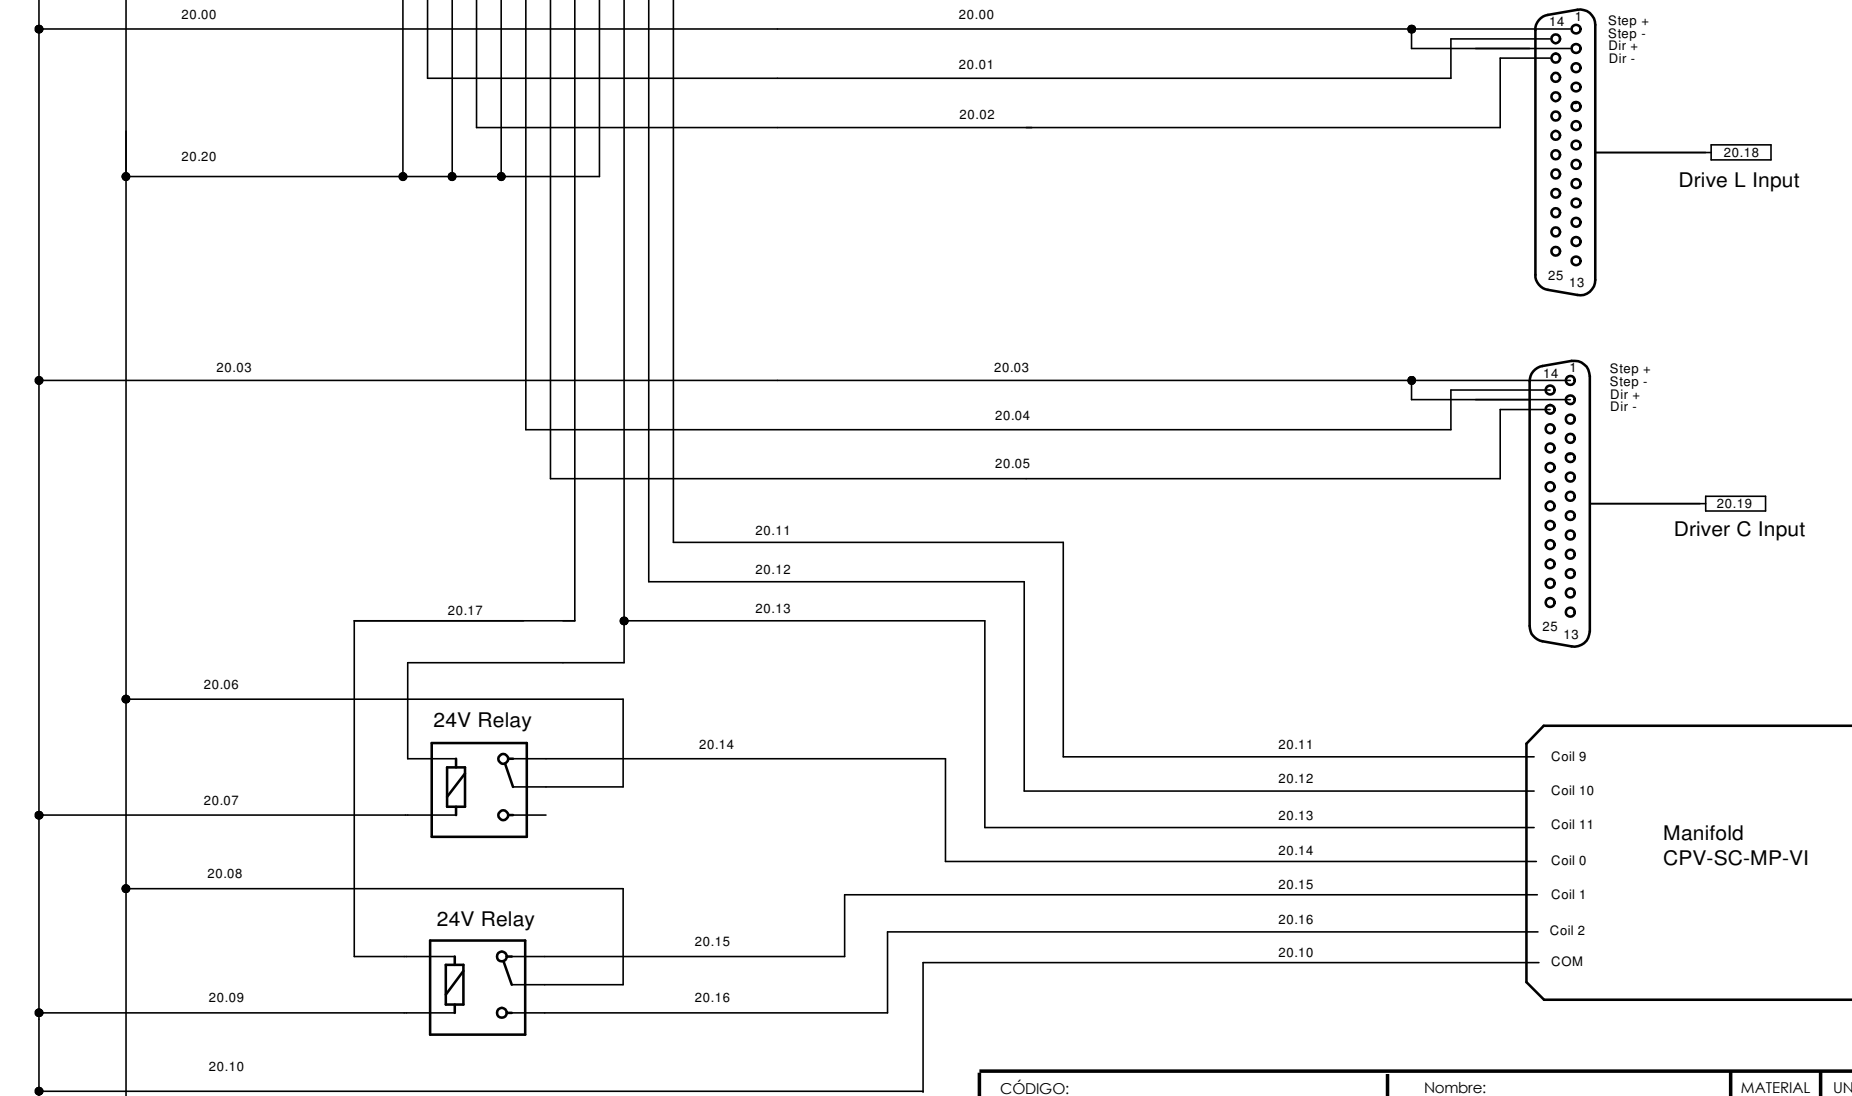 20.00
20.00
14 1
Step +
Step -
Dir +
Dir -
20.01
20.02
20.20
20.18
Drive L Input
25 13
20.03
20.03
14 1
Step +
Step -
Dir +
Dir -
20.04
20.05
20.19
Driver C Input
20.11
20.12
20.17
20.13
25 13
20.06
24V Relay
20.14
20.11
Coil 9
20.12
Coil 10
20.07
20.13
Coil 11
Manifold
CPV-SC-MP-VI
20.14
Coil 0
20.08
20.15
Coil 1
24V Relay
20.16
Coil 2
20.15
20.10
COM
20.09
20.16
20.10
CÓDIGO:
Nombre:
MATERIAL
UN